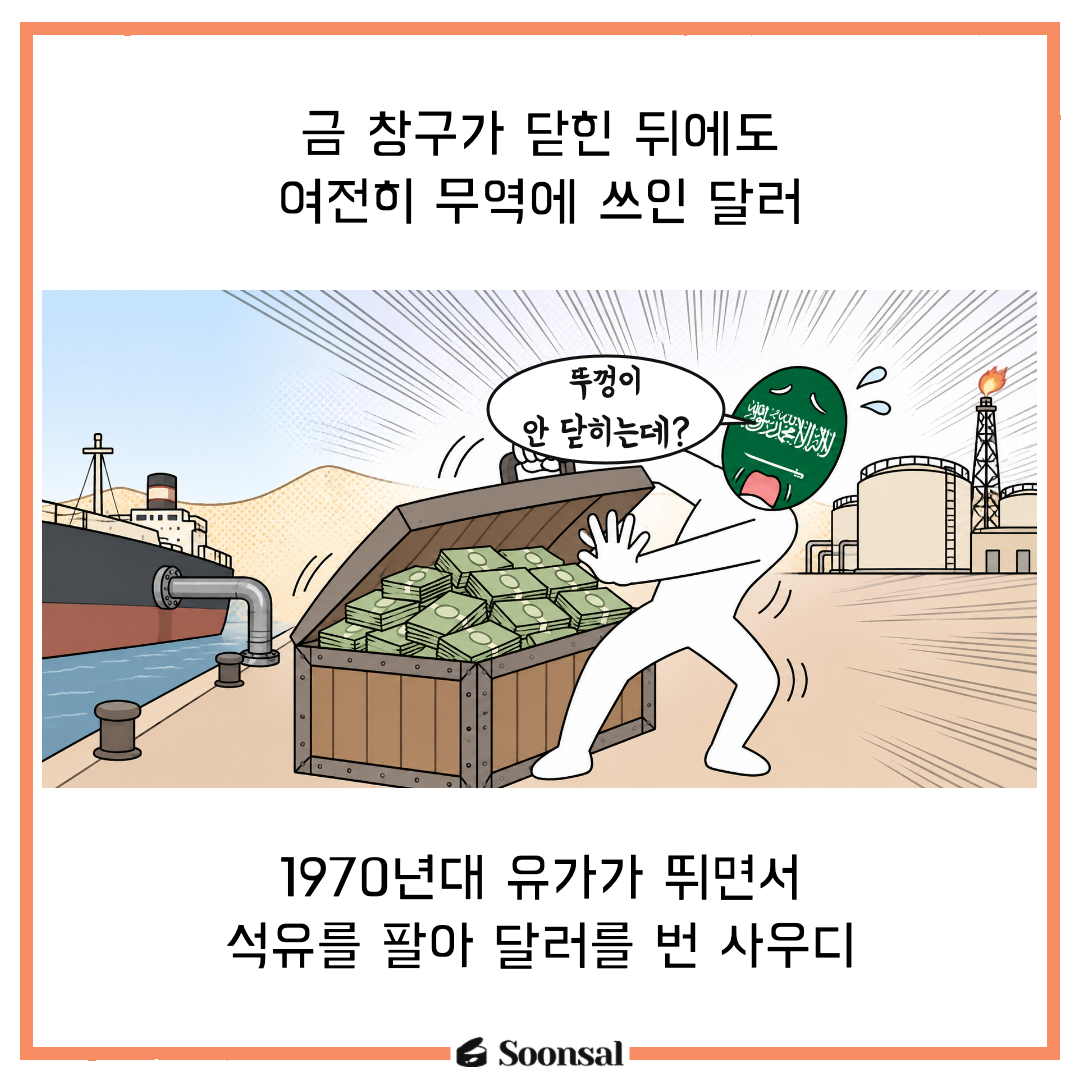 금 창구가 닫힌 뒤에도
여전히 무역에 쓰인 달러
뚜껑이
안 닫히는데?
1970년대 유가가 뛰면서
석유를 팔아 달러를 번 사우디
Soonsal